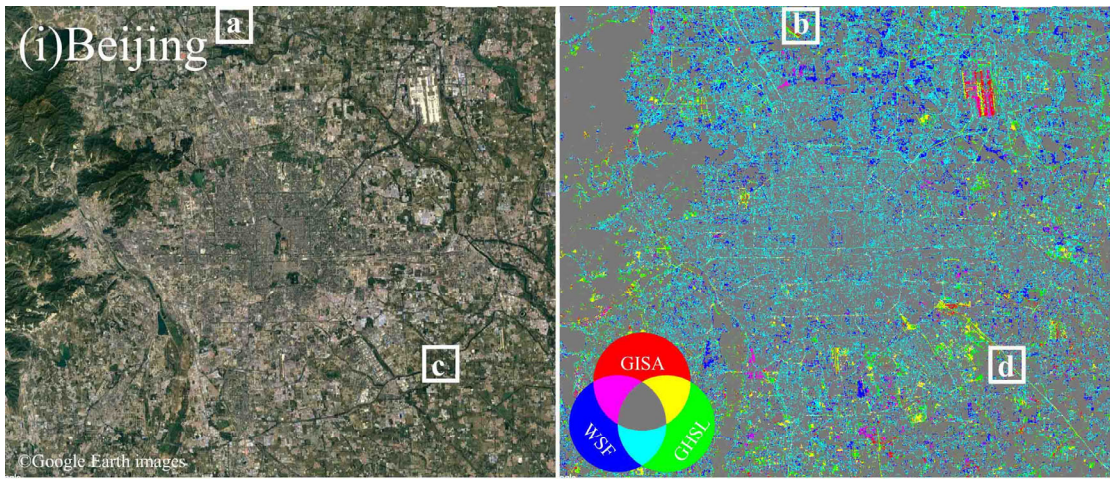 (i)Beijing
a
b
c
d
GISA
WSF
GHSL
©Google Earth images